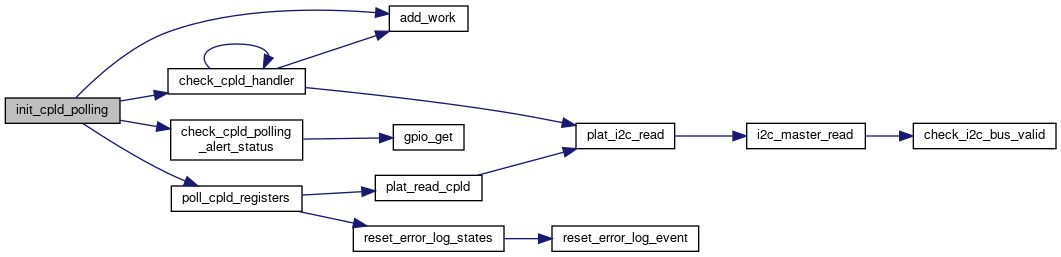 add_work
check_cpld_handler
init_cpld_polling
check_cpld_polling
_alert_status
gpio_get
plat_i2c_read
i2c_master_read
check_i2c_bus_valid
poll_cpld_registers
plat_read_cpld
reset_error_log_states
reset_error_log_event